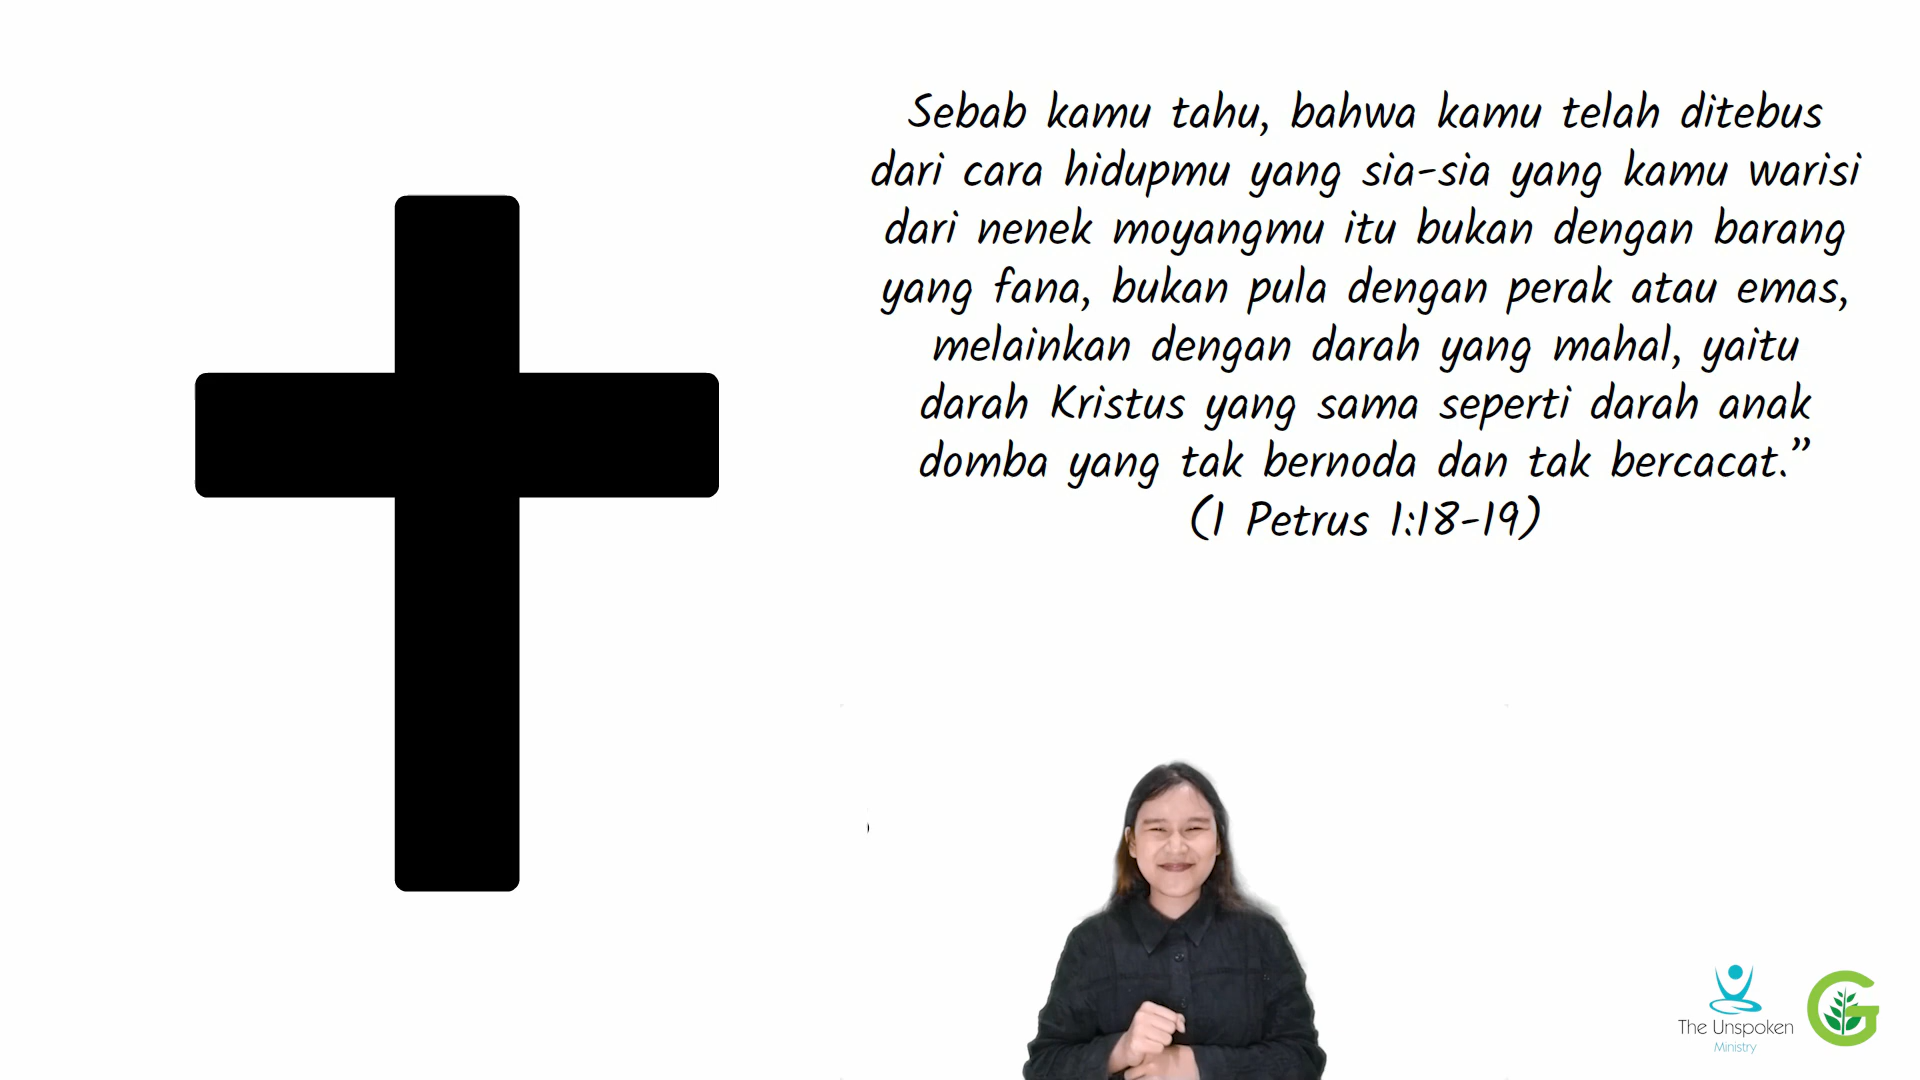 Sebab kamu tahu, bahwa kamu telah ditebus
dari cara hidupmu yang sia-sia yang kamu warisi
dari nenek moyangmu itu bukan dengan barang
yang fana, bukan pula dengan perak atau emas,
melainkan dengan darah yang mahal, yaitu
darah Kristus yang sama seperti darah anak
domba yang tak bernoda dan tak bercacat.”
(1 Petrus 1:18-19)
The Unspoken
Ministry
G